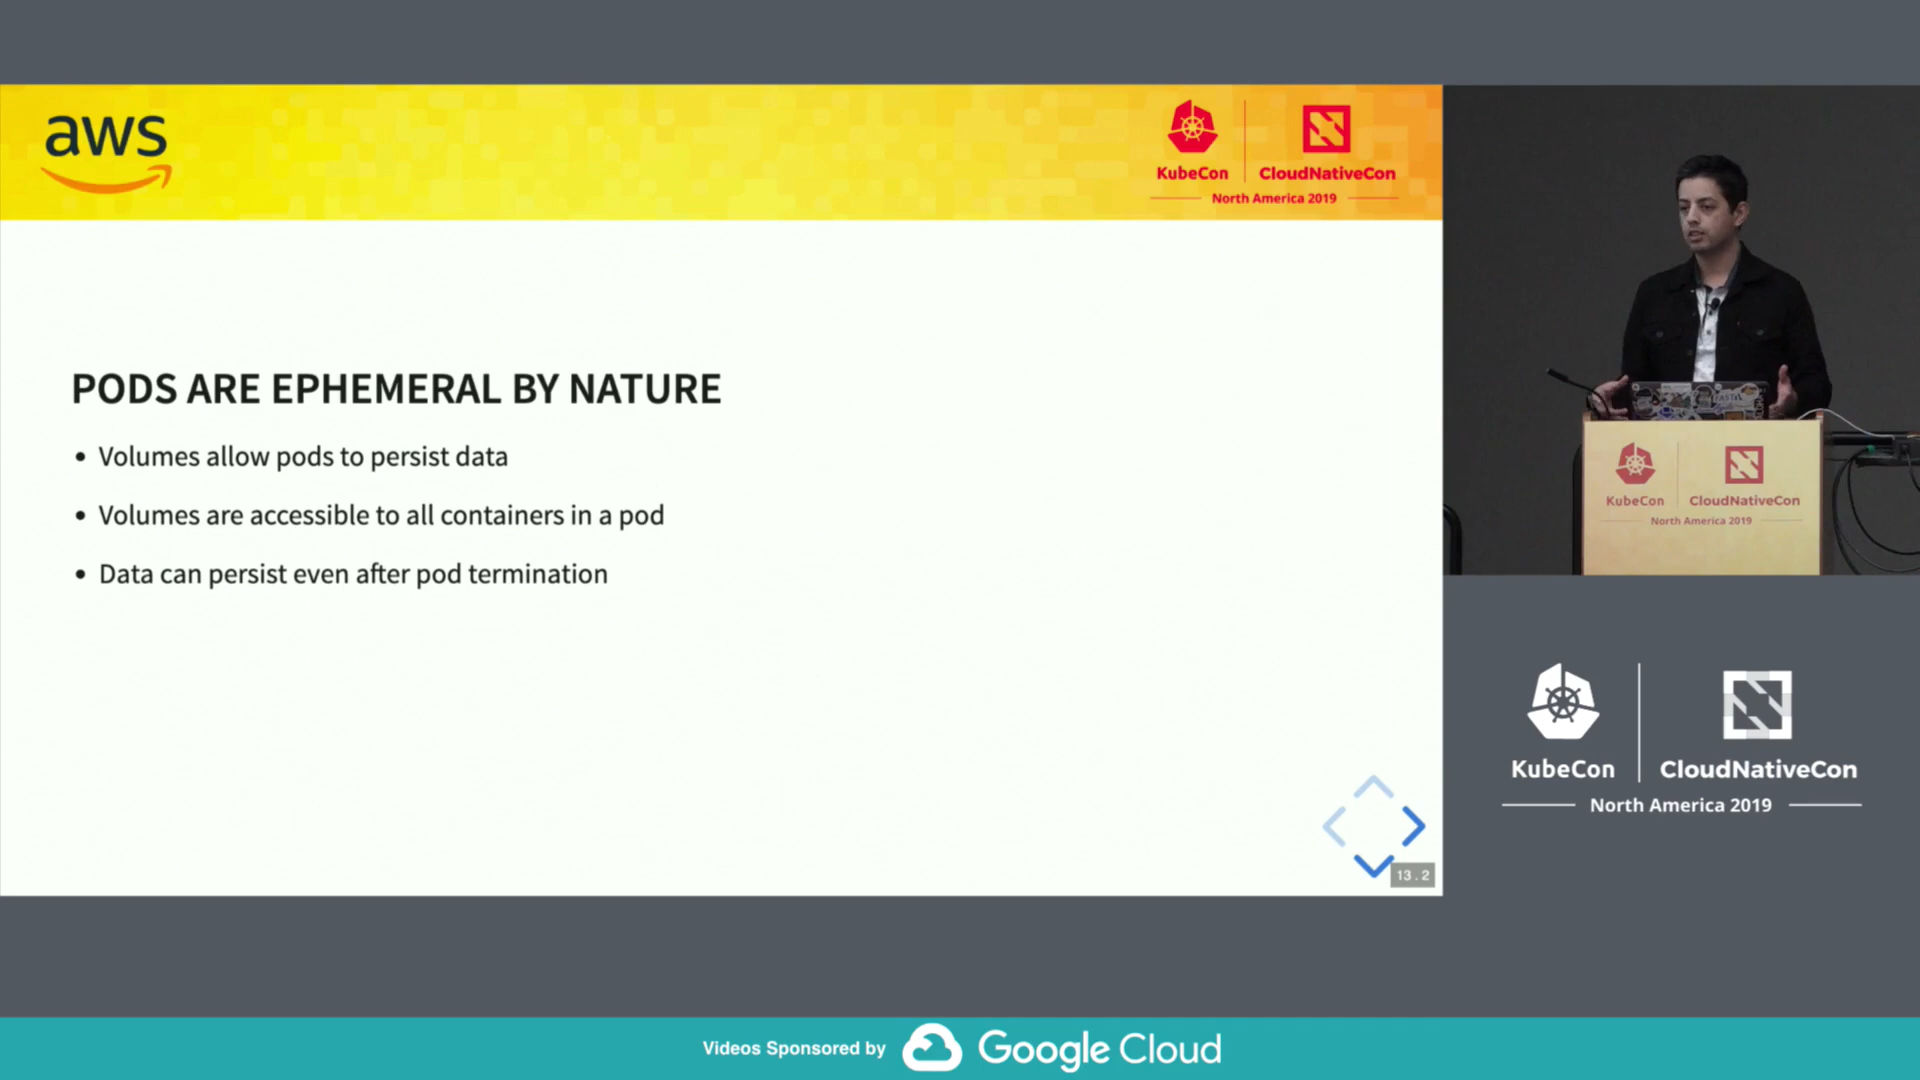 aws
KubeCon
CloudNativeCon
North America 2019
PODS ARE EPHEMERAL BY NATURE
• Volumes allow pods to persist data
• Volumes are accessible to all containers in a pod
• Data can persist even after pod termination
13.2
KubeCon
CloudNativeCon
North America 2019
KubeCon
CloudNativeCon
North America 2019
Videos Sponsored by Google Cloud